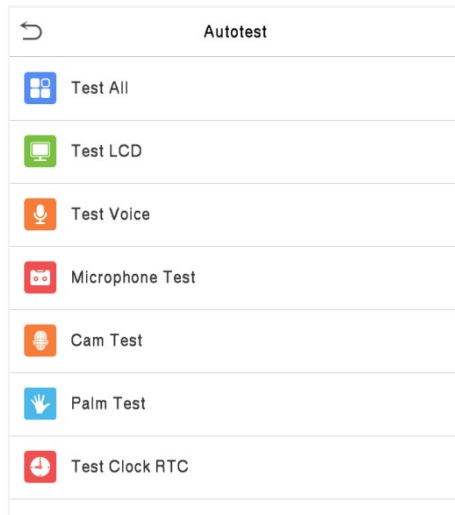 Autotest
Test All
Test LCD
Test Voice
Microphone Test
Cam Test
Palm Test
Test Clock RTC